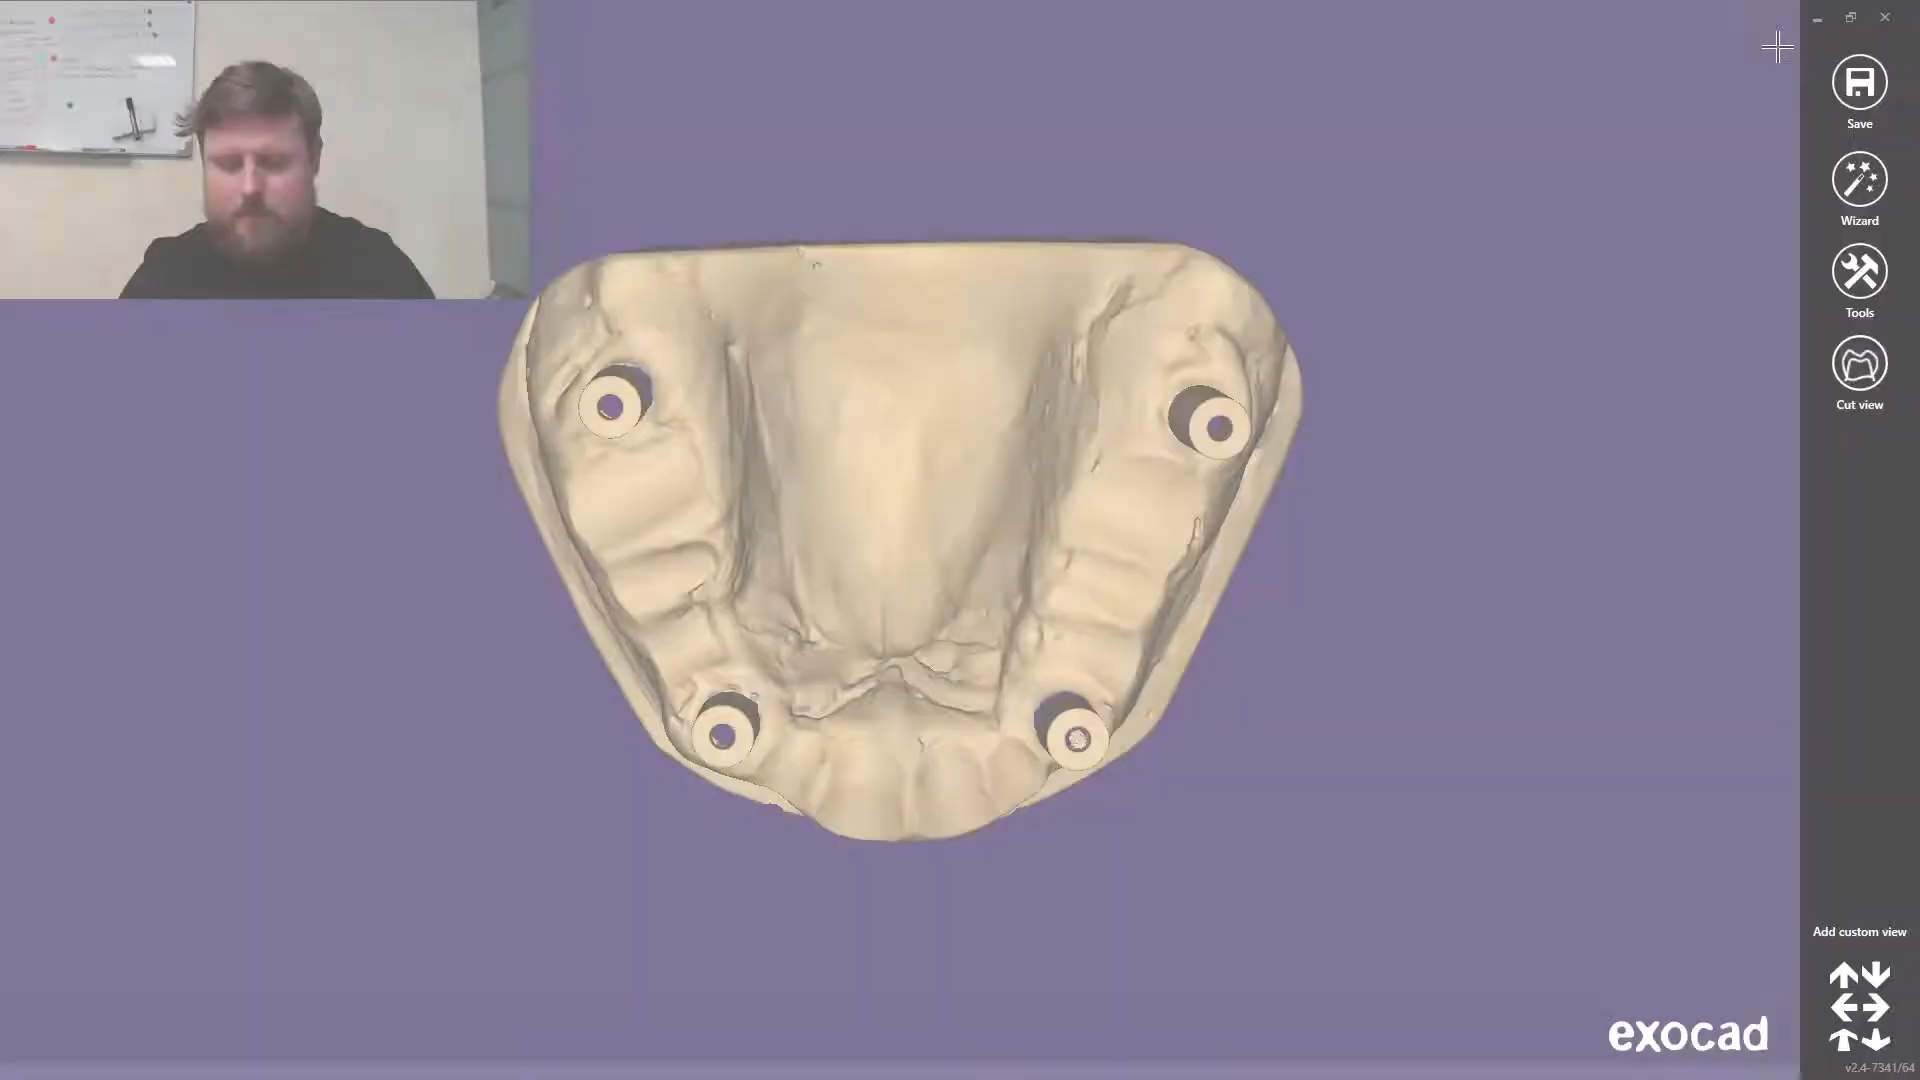 Save
Wizard
Tools
Cut view
Add custom view
exocad
v2.4-7341/64